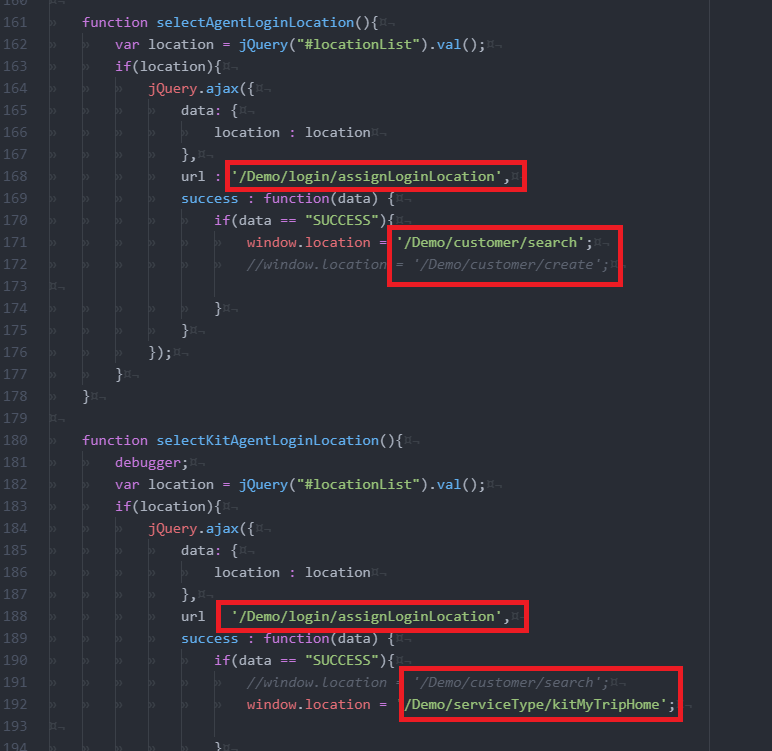 160
161 function selectAgentLoginLocation(){
162 var location = jQuery("#locationList").val();
163 if(location){
164 jQuery.ajax({
165 data: {
166 location : location
167 },
168 url : '/Demo/login/assignLoginLocation',
169 success : function(data) {
170 if(data == "SUCCESS"){
171 window.location = '/Demo/customer/search';
172 //window.location = '/Demo/customer/create';
173
174 }
175 }
176 });
177 }
178 }
179
180 function selectKitAgentLoginLocation(){
181 debugger;
182 var location = jQuery("#locationList").val();
183 if(location){
184 jQuery.ajax({
185 data: {
186 location : location
187 },
188 url '/Demo/login/assignLoginLocation',
189 success : function(data) {
190 if(data == "SUCCESS"){
191 //window.location = '/Demo/customer/search';
192 window.location = '/Demo/serviceType/kitMyTripHome';
193
194 }